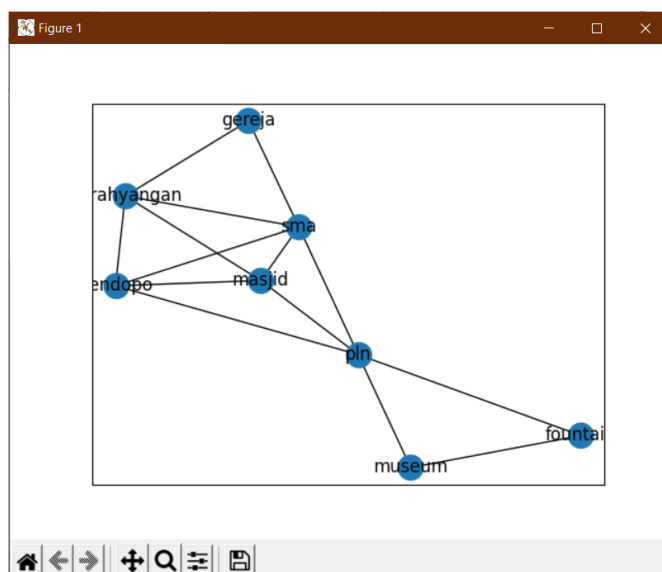 Figure 1
gereja
rahyangan
sma
endopo
masjid
pln
fountai
museum